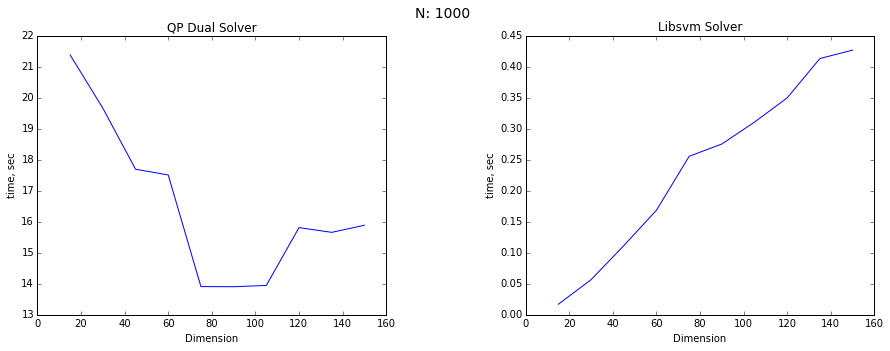 N: 1000
QP Dual Solver
22
21
20
19
18
17
16
15
14
13
time, sec
0 20 40 60 80 100 120 140 160
Dimension
Libsvm Solver
0.45
0.40
0.35
0.30
0.25
0.20
0.15
0.10
0.05
0.00
time, sec
0 20 40 60 80 100 120 140 160
Dimension